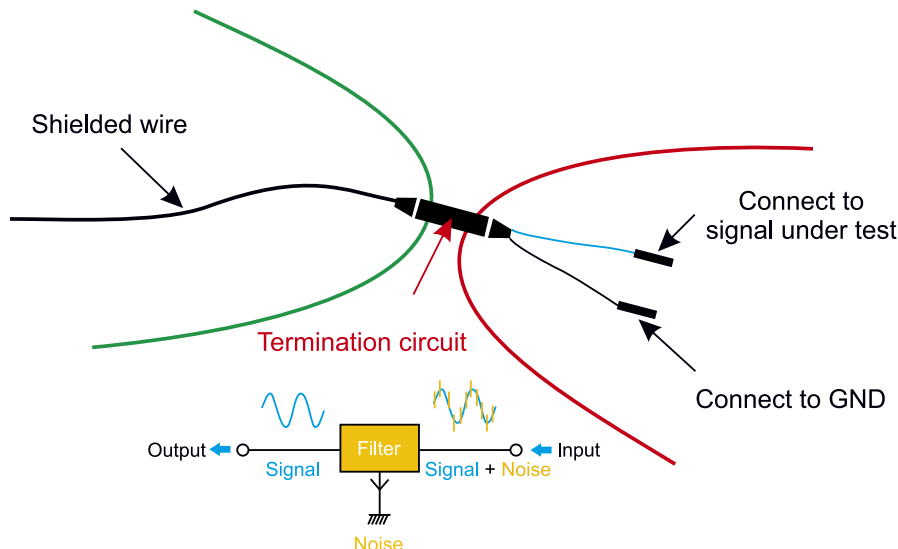 Shielded wire
Connect to
signal under test
Termination circuit
Connect to GND
Output
Filter
Input
Signal
Signal + Noise
Noise